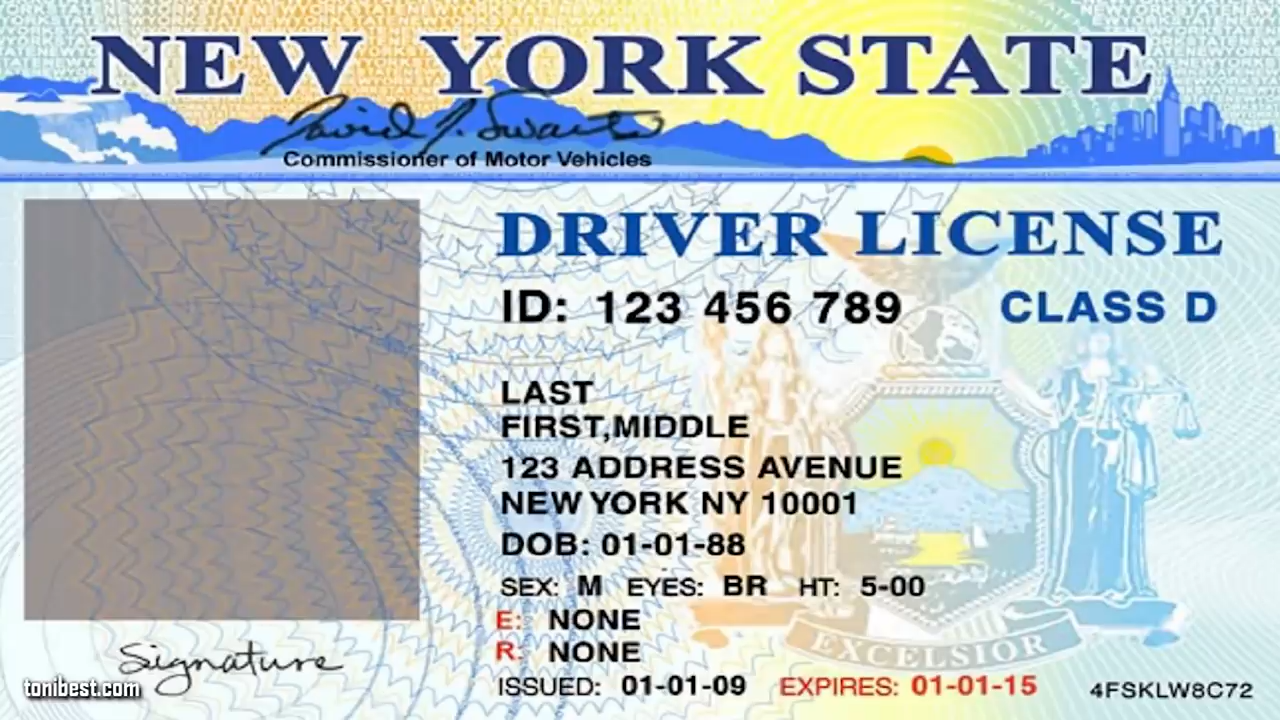 NEW YORK STATE
Commissioner of Motor Vehicles
DRIVER LICENSE
ID: 123 456 789 CLASS D
LAST
FIRST,MIDDLE
123 ADDRESS AVENUE
NEW YORK NY 10001
DOB: 01-01-88
SEX: M EYES: BR HT: 5-00
E: NONE
R: NONE
EXCELSIOR
Signature
ISSUED: 01-01-09 EXPIRES: 01-01-15 4FSKLW8C72
tonibest.com